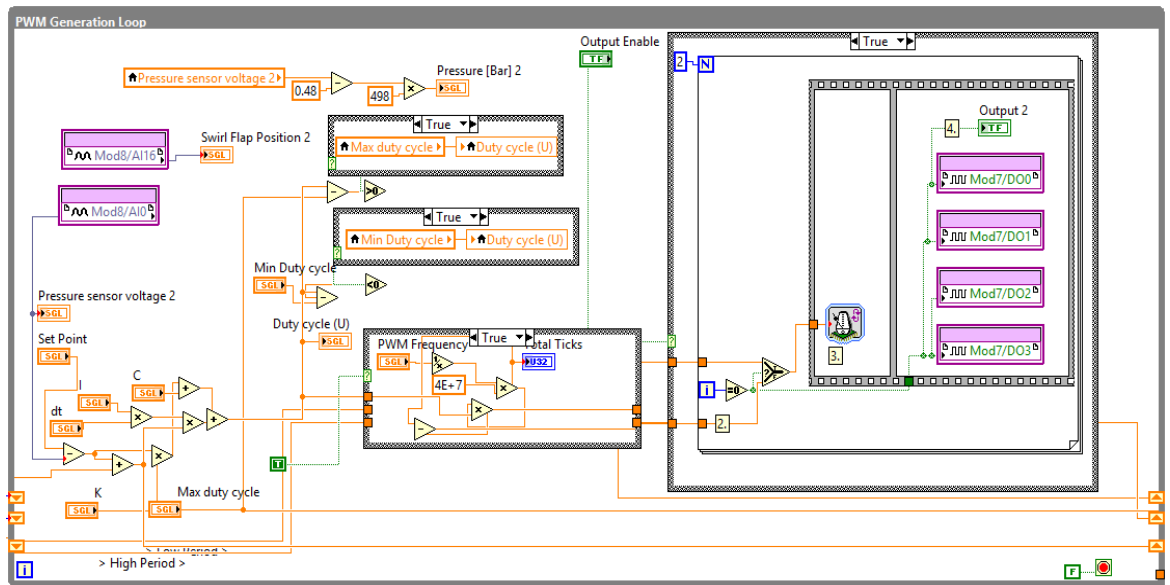 PWM Generation Loop
Output Enable
TF
True
Pressure sensor voltage 2
0.48
498
Pressure [Bar] 2
SGL
2
N
Mod8/AI16
Swirl Flap Position 2
SGL
True
Max duty cycle
Duty cycle (U)
?
Output 2
4.
TF
Mod8/AI0
>0
Mod7/DO0
True
Min Duty cycle
Duty cycle (U)
?
Mod7/DO1
Min Duty cycle
SGL
<0
Pressure sensor voltage 2
SGL
Mod7/DO2
Duty cycle (U)
SGL
Set Point
SGL
PWM Frequency
True
Total Ticks
SGL
1/x
U32
?
3.
Mod7/DO3
I
C
SGL
SGL
4E+7
?
i
=0
?
dt
SGL
2.
T
K
SGL
Max duty cycle
SGL
> Low Period >
> High Period >
i
F